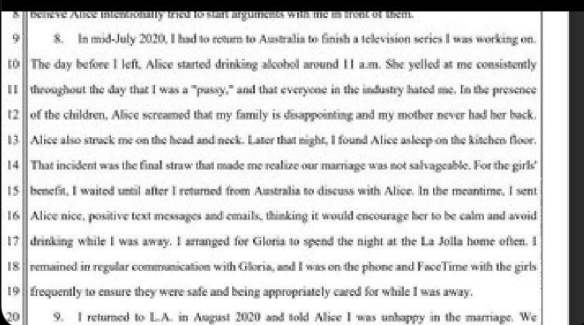 8 believe Alice intentionally tried to start arguments with me in front of them.
9 8. In mid-July 2020, I had to return to Australia to finish a television series I was working on.
10 The day before I left, Alice started drinking alcohol around 11 a.m. She yelled at me consistently
11 throughout the day that I was a "pussy," and that everyone in the industry hated me. In the presence
12 of the children, Alice screamed that my family is disappointing and my mother never had her back.
13 Alice also struck me on the head and neck. Later that night, I found Alice asleep on the kitchen floor.
14 That incident was the final straw that made me realize our marriage was not salvageable. For the girls'
15 benefit, I waited until after I returned from Australia to discuss with Alice. In the meantime, I sent
16 Alice nice, positive text messages and emails, thinking it would encourage her to be calm and avoid
17 drinking while I was away. I arranged for Gloria to spend the night at the La Jolla home often. I
18 remained in regular communication with Gloria, and I was on the phone and FaceTime with the girls
19 frequently to ensure they were safe and being appropriately cared for while I was away.
20 9. I returned to L.A. in August 2020 and told Alice I was unhappy in the marriage. We